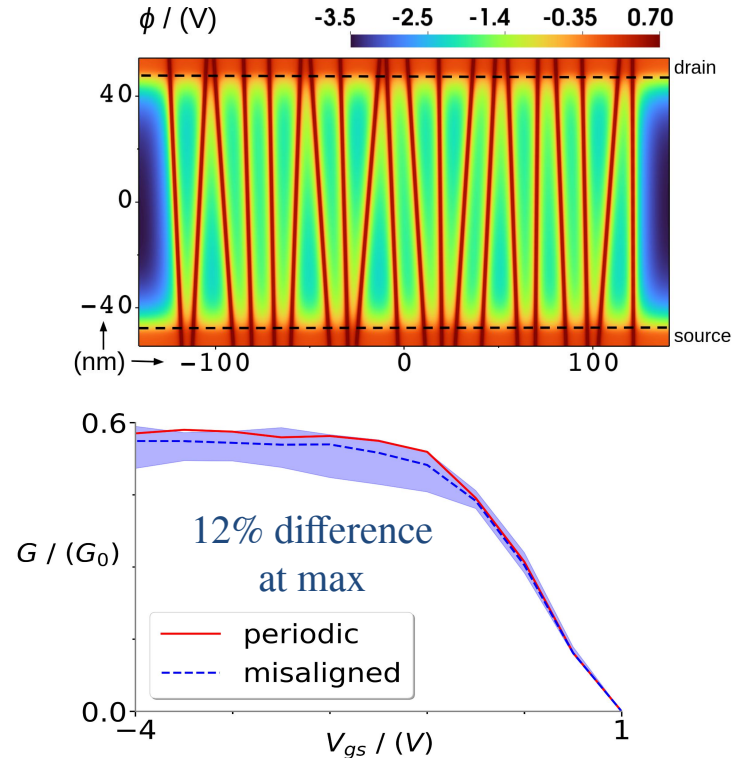 ϕ / (V)
-3.5 -2.5 -1.4 -0.35 0.70
drain
40
0
−40
source
(nm) −100 0 100
0.6
12% difference
at max
G / (G₀)
periodic
misaligned
0.0
−4 1
V_gs / (V)